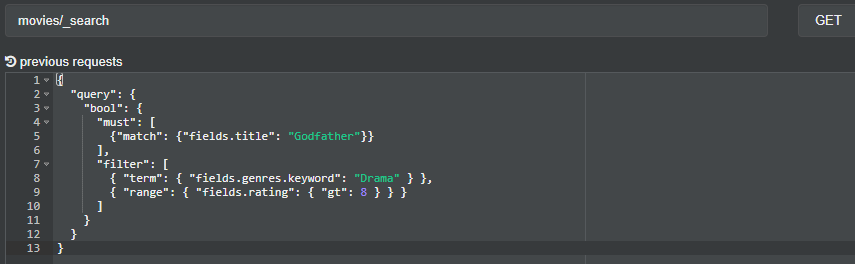 movies/_search
GET
previous requests
1 {
2 "query": {
3 "bool": {
4 "must": [
5 {"match": {"fields.title": "Godfather"}}
6 ],
7 "filter": [
8 { "term": { "fields.genres.keyword": "Drama" } },
9 { "range": { "fields.rating": { "gt": 8 } } }
10 ]
11 }
12 }
13 }